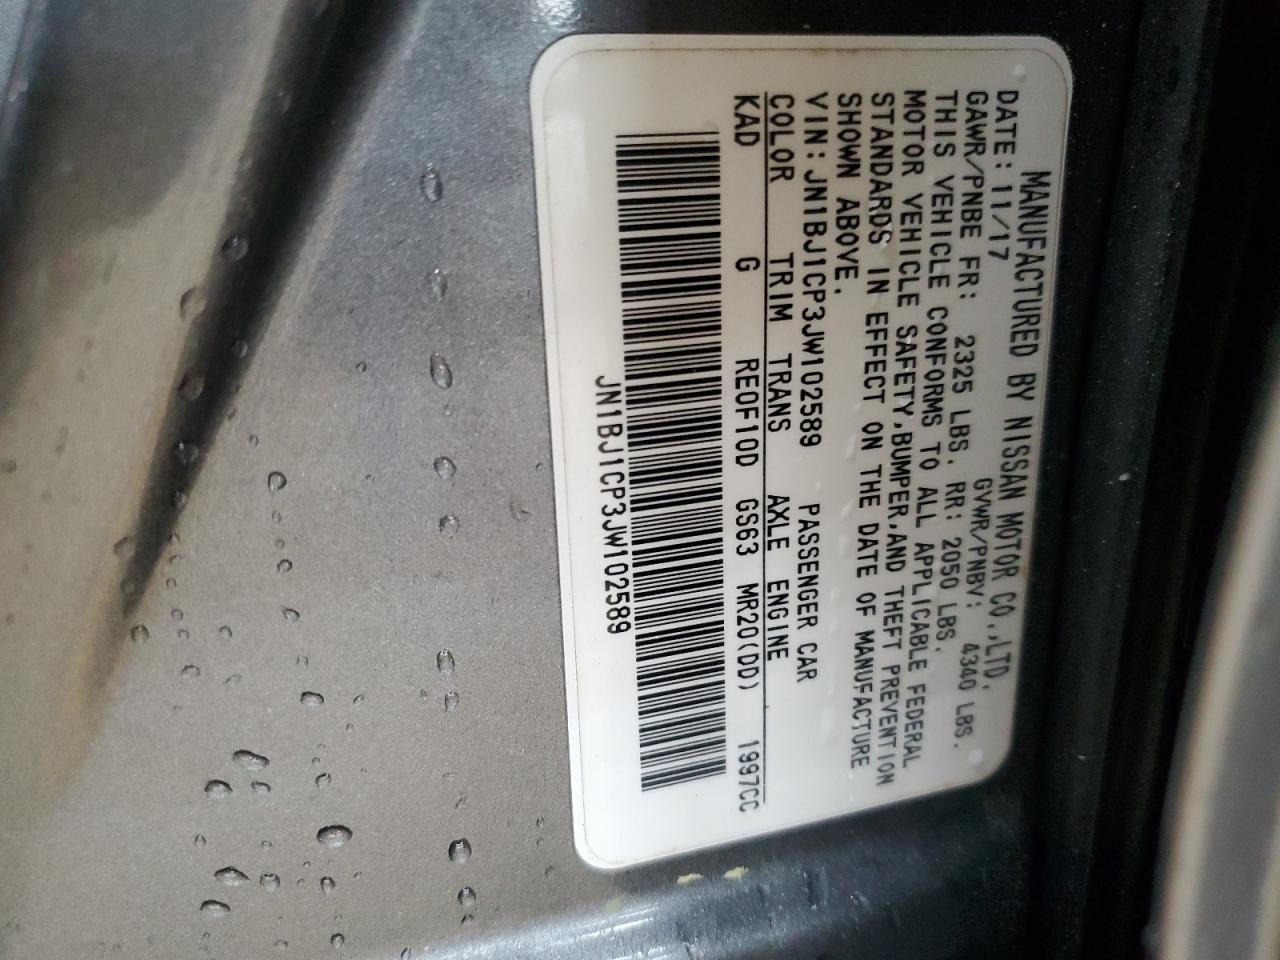 MANUFACTURED BY NISSAN MOTOR CO.,LTD.
DATE: 11/17 GVWR/PNBV: 4340 LBS.
GAWR/PNBE FR: 2325 LBS. RR: 2050 LBS.
THIS VEHICLE CONFORMS TO ALL APPLICABLE FEDERAL
MOTOR VEHICLE SAFETY,BUMPER,AND THEFT PREVENTION
STANDARDS IN EFFECT ON THE DATE OF MANUFACTURE
SHOWN ABOVE.
VIN: JN1BJ1CP3JW102589 PASSENGER CAR
COLOR TRIM TRANS AXLE ENGINE
KAD G RE0F10D GS63 MR20(DD) 1997CC
JN1BJ1CP3JW102589